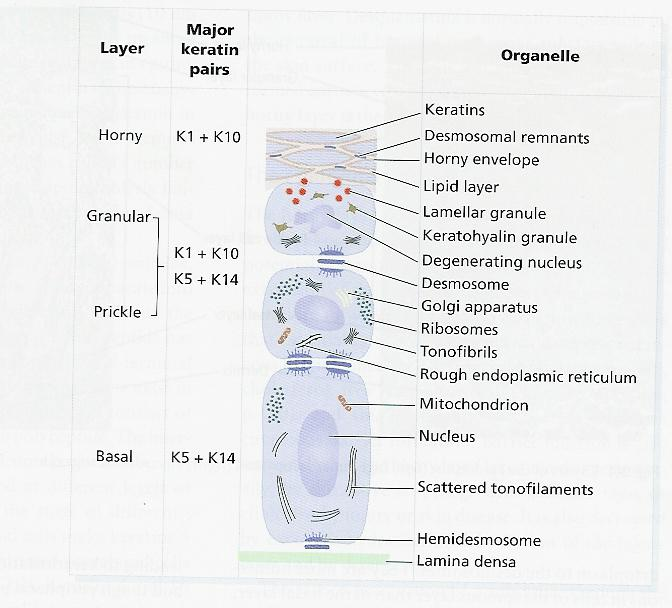 Layer
Major
keratin
pairs
Organelle
Horny
K1 + K10
Granular
K1 + K10
K5 + K14
Prickle
Basal
K5 + K14
Keratins
Desmosomal remnants
Horny envelope
Lipid layer
Lamellar granule
Keratohyalin granule
Degenerating nucleus
Desmosome
Golgi apparatus
Ribosomes
Tonofibrils
Rough endoplasmic reticulum
Mitochondrion
Nucleus
Scattered tonofilaments
Hemidesmosome
Lamina densa